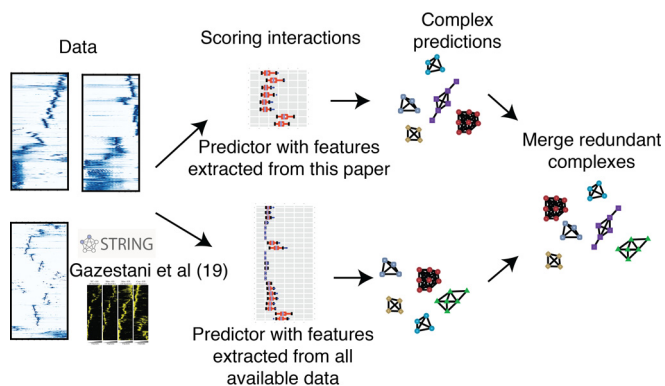 Data
Scoring interactions
Complex
predictions
Predictor with features
extracted from this paper
Merge redundant
complexes
STRING
Gazestani et al (19)
Predictor with features
extracted from all
available data